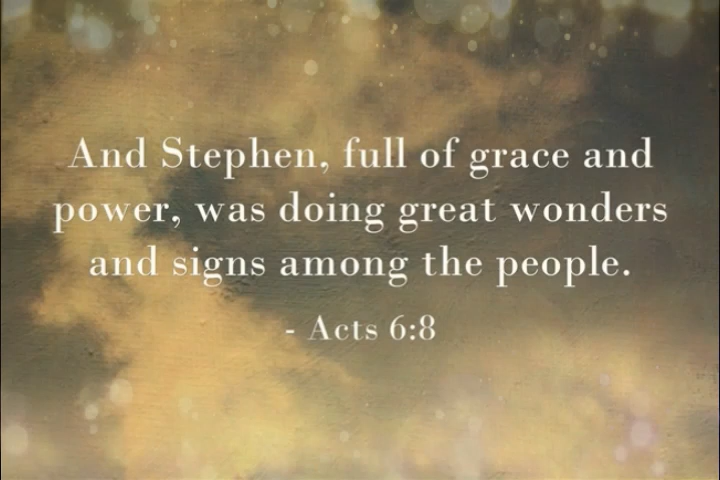 And Stephen, full of grace and
power, was doing great wonders
and signs among the people.
- Acts 6:8